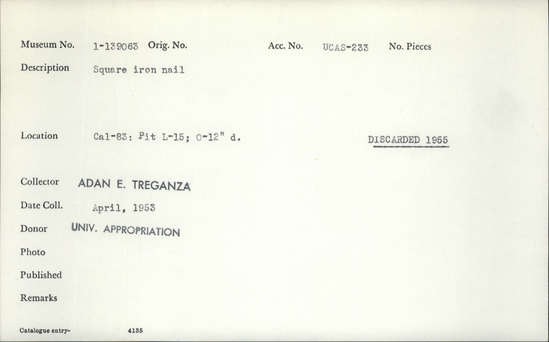 Museum No. 1-139063 Orig. No. Acc. No. UCAS-233 No. Pieces
Description Square iron nail
Location Cal-83: Pit L-15; 0-12" d. DISCARDED 1955
Collector ADAN E. TREGANZA
Date Coll. April, 1953
Donor UNIV. APPROPRIATION
Photo
Published
Remarks
Catalogue entry- 4135